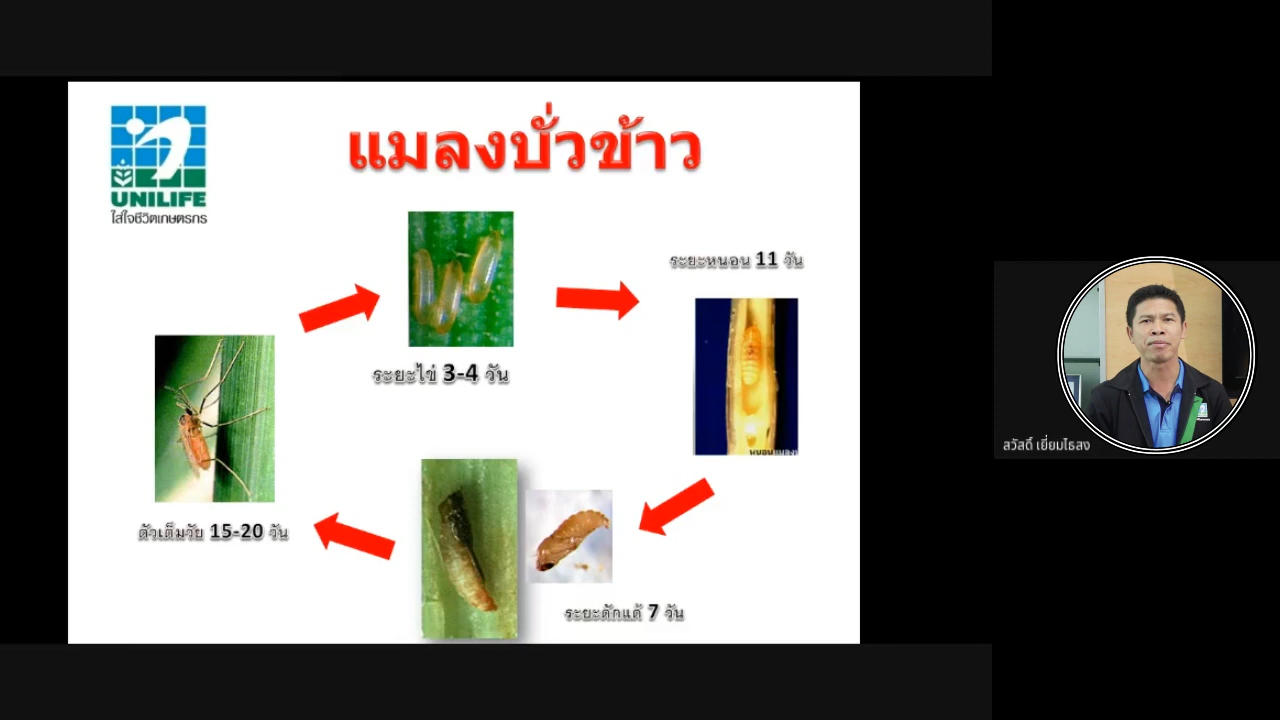 แมลงบั่วข้าว
UNILIFE
ใส่ใจชีวิตเกษตรกร
ระยะหนอน 11 วัน
ระยะไข่ 3-4 วัน
สวัสดิ์ เยี่ยมไธสง
ตัวเต็มวัย 15-20 วัน
ระยะดักแด้ 7 วัน